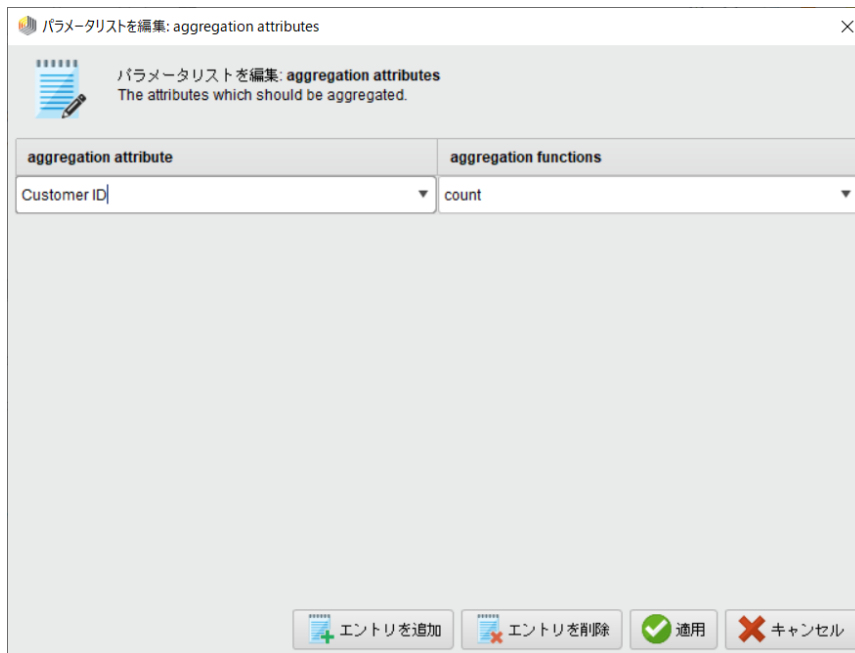 パラメータリストを編集: aggregation attributes
パラメータリストを編集: aggregation attributes
The attributes which should be aggregated.
aggregation attribute aggregation functions
Customer ID count
エントリを追加 エントリを削除 適用 キャンセル